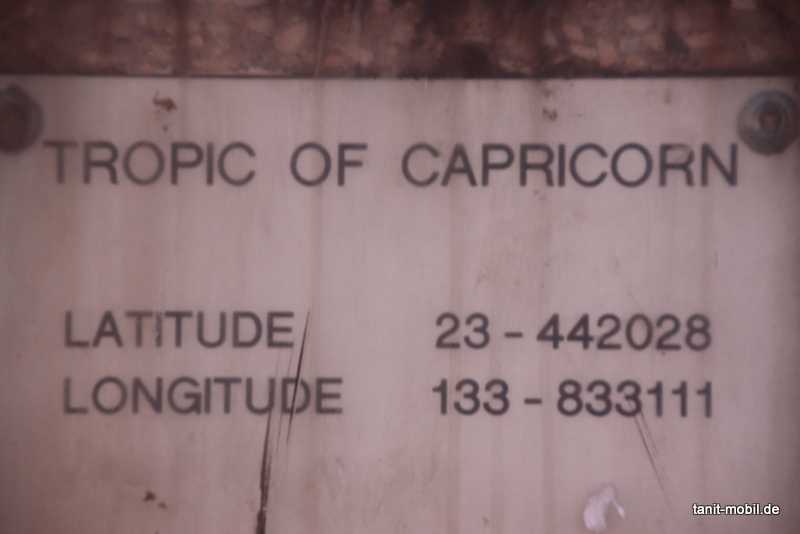 TROPIC OF CAPRICORN
LATITUDE 23 - 442028
LONGITUDE 133 - 833111
tanit-mobil.de